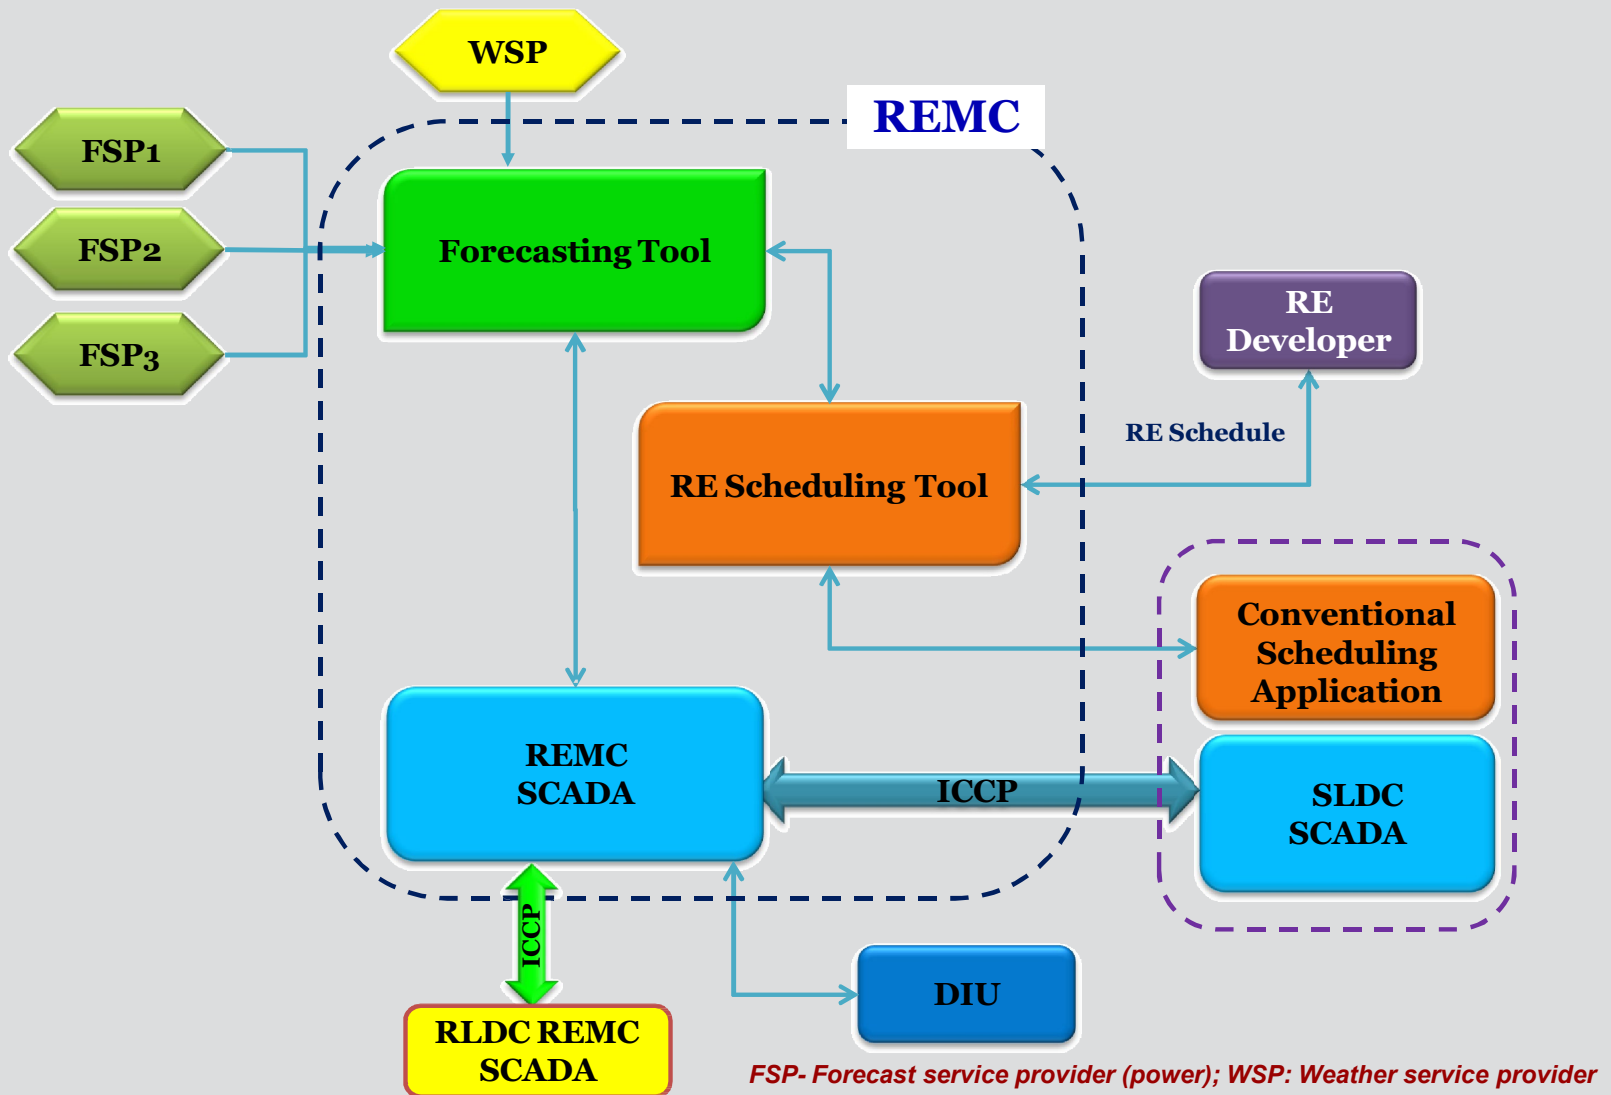 WSP
REMC
FSP1
FSP2
FSP3
Forecasting Tool
RE
Developer
RE Schedule
RE Scheduling Tool
Conventional
Scheduling
Application
REMC
SCADA
ICCP
SLDC
SCADA
ICCP
DIU
RLDC REMC
SCADA
FSP- Forecast service provider (power); WSP: Weather service provider